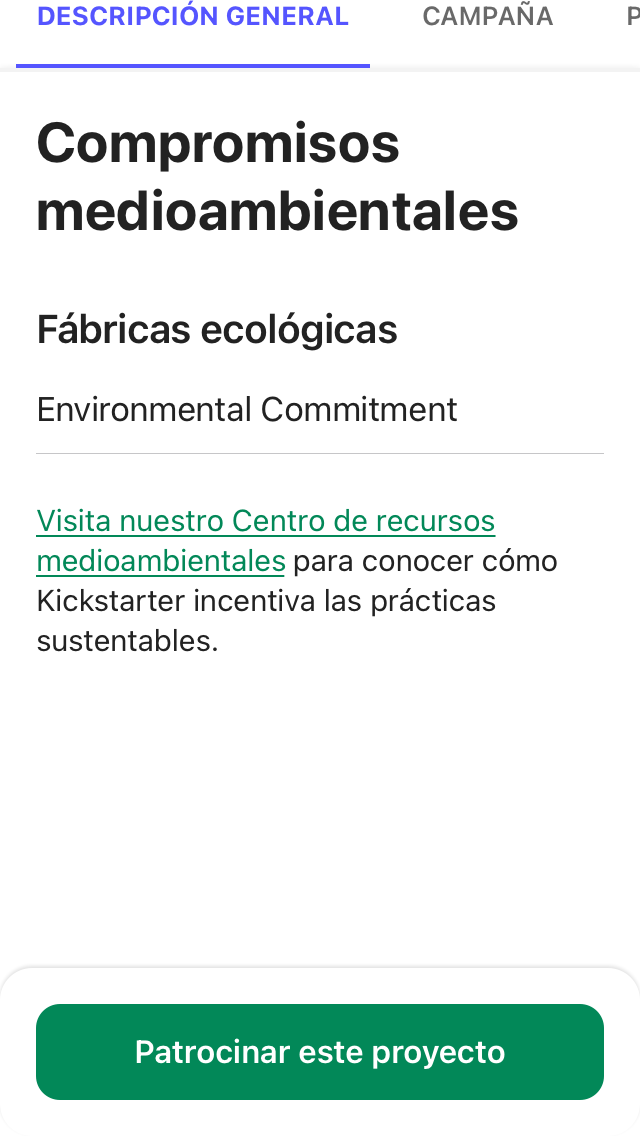 DESCRIPCIÓN GENERAL CAMPAÑA P
Compromisos
medioambientales
Fábricas ecológicas
Environmental Commitment
Visita nuestro Centro de recursos
medioambientales para conocer cómo
Kickstarter incentiva las prácticas
sustentables.
Patrocinar este proyecto